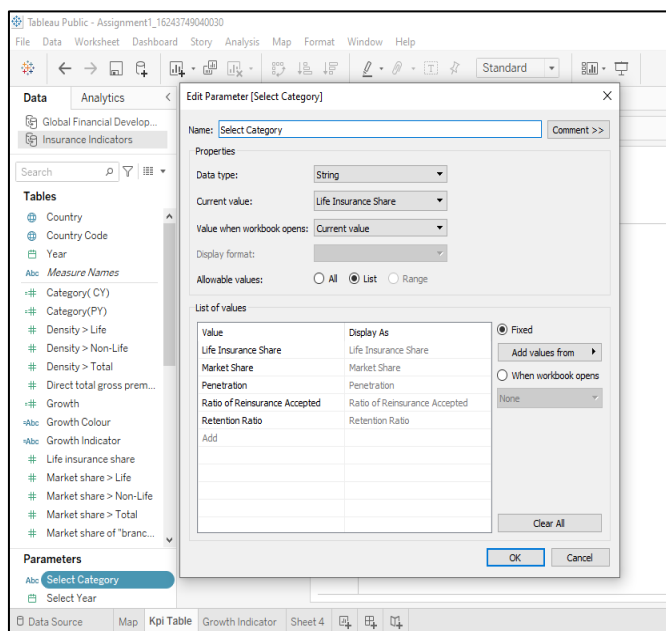 Tableau Public - Assignment1_16243749040030
File Data Worksheet Dashboard Story Analysis Map Format Window Help
Standard
Data Analytics
Global Financial Develop...
Insurance Indicators
Search
Tables
Country
Country Code
Year
Abc Measure Names
=# Category( CY)
=# Category(PY)
# Density > Life
# Density > Non-Life
# Density > Total
# Direct total gross prem...
=# Growth
=Abc Growth Colour
=Abc Growth Indicator
# Life insurance share
# Market share > Life
# Market share > Non-Life
# Market share > Total
# Market share of "branc...
Parameters
Abc Select Category
Select Year
Edit Parameter [Select Category]
Name: Select Category Comment >>
Properties
Data type: String
Current value: Life Insurance Share
Value when workbook opens: Current value
Display format:
Allowable values: All List Range
List of values
Value Display As
Life Insurance Share Life Insurance Share
Market Share Market Share
Penetration Penetration
Ratio of Reinsurance Accepted Ratio of Reinsurance Accepted
Retention Ratio Retention Ratio
Add
Fixed
Add values from
When workbook opens
None
Clear All
OK Cancel
Data Source Map Kpi Table Growth Indicator Sheet 4